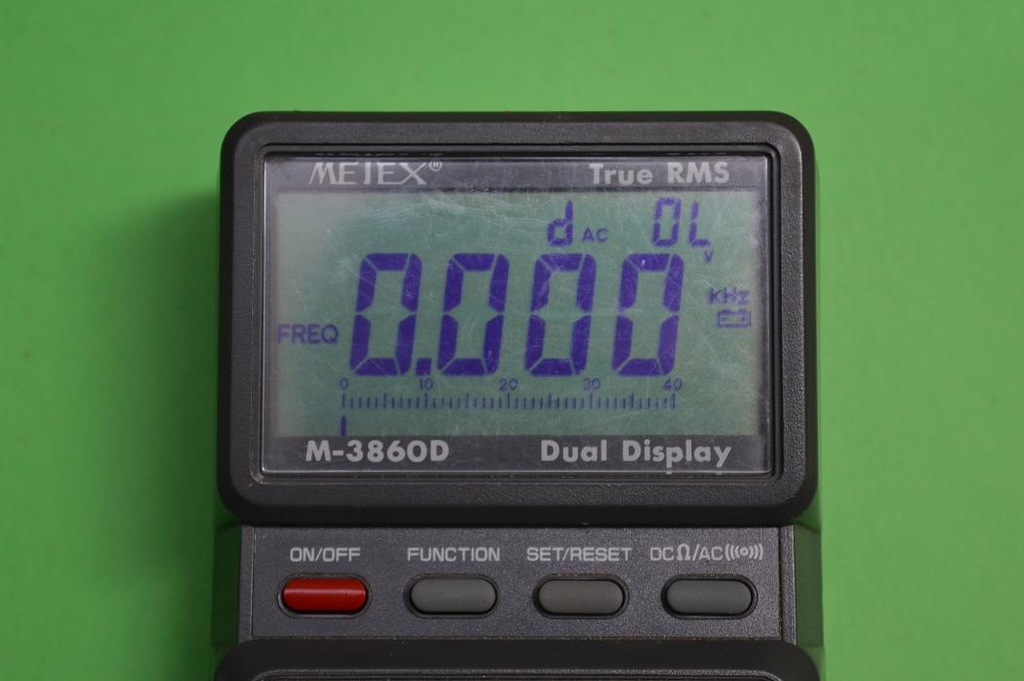 METEX® True RMS
d AC OL
V
FREQ 0.000 KHz
0 10 20 30 40
M-3860D Dual Display
ON/OFF FUNCTION SET/RESET DCΩ/AC